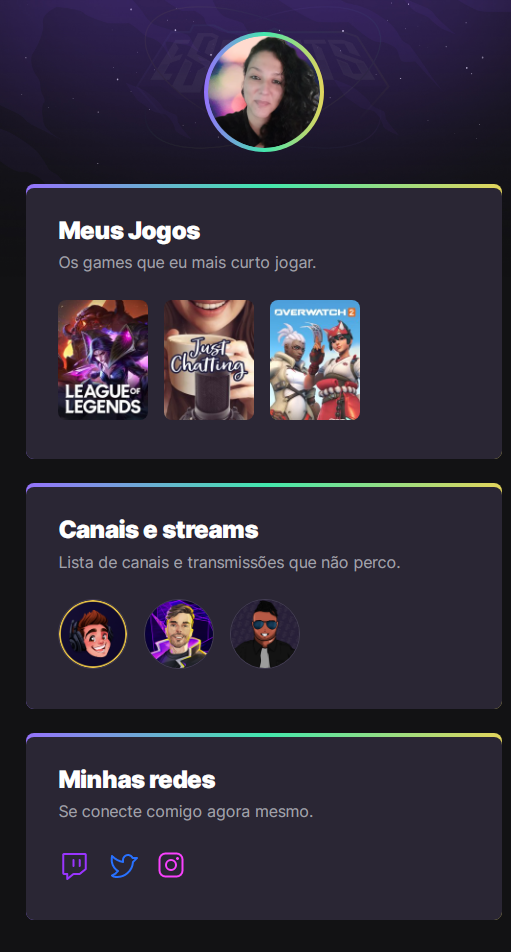 ESPORTS
Meus Jogos
Os games que eu mais curto jogar.
LEAGUE OF
LEGENDS
Just
Chatting
OVERWATCH 2
Canais e streams
Lista de canais e transmissões que não perco.
Minhas redes
Se conecte comigo agora mesmo.